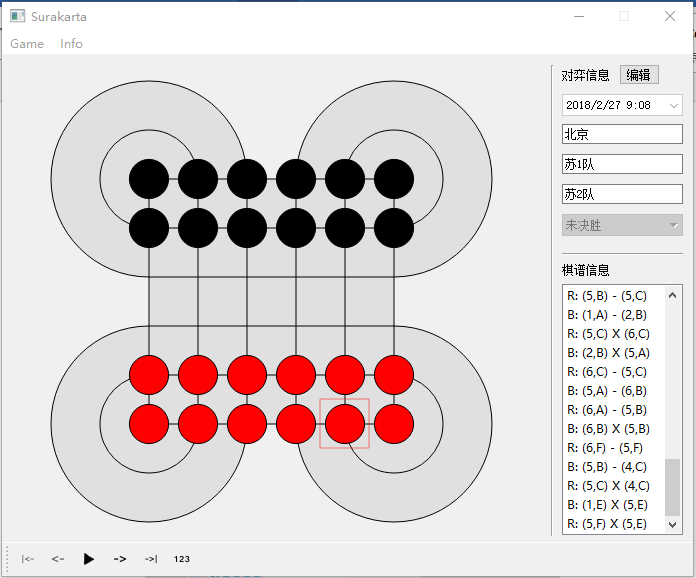 Surakarta
Game Info
对弈信息 编辑
2018/2/27 9:08
北京
苏1队
苏2队
未决胜
棋谱信息
R: (5,B) - (5,C)
B: (1,A) - (2,B)
R: (5,C) X (6,C)
B: (2,B) X (5,A)
R: (6,C) - (5,C)
B: (5,A) - (6,B)
R: (6,A) - (5,B)
B: (6,B) X (5,B)
R: (6,F) - (5,F)
B: (5,B) - (4,C)
R: (5,C) X (4,C)
B: (1,E) X (5,E)
R: (5,F) X (5,E)
|<- <- -> ->| 123